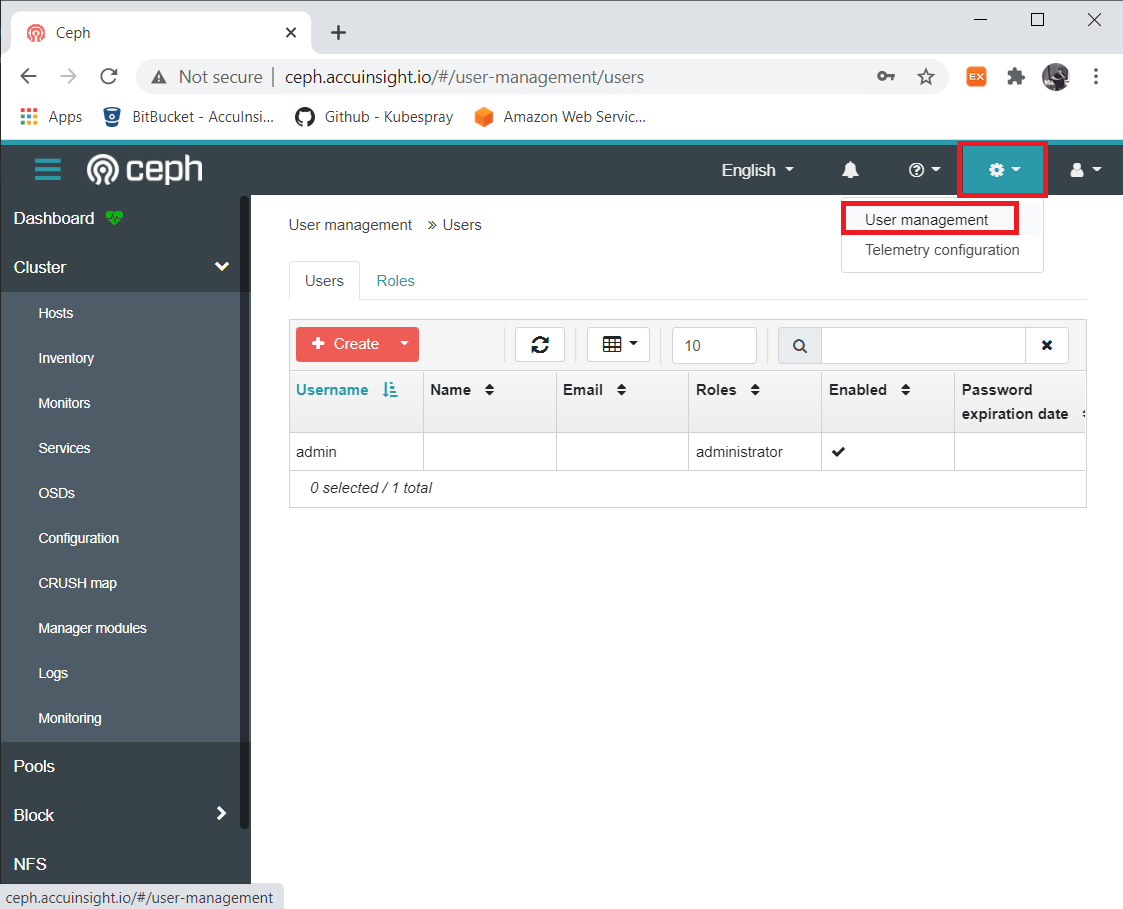 Ceph
Not secure
ceph.accuinsight.io/#/user-management/users
EX
Apps
BitBucket - AccuInsi...
Github - Kubespray
Amazon Web Servic...
ceph
English
User management
Telemetry configuration
Dashboard
Cluster
Hosts
Inventory
Monitors
Services
OSDs
Configuration
CRUSH map
Manager modules
Logs
Monitoring
Pools
Block
NFS
User management » Users
Users
Roles
Create
10
Username Name Email Roles Enabled Password
expiration date
admin administrator
0 selected / 1 total
ceph.accuinsight.io/#/user-management